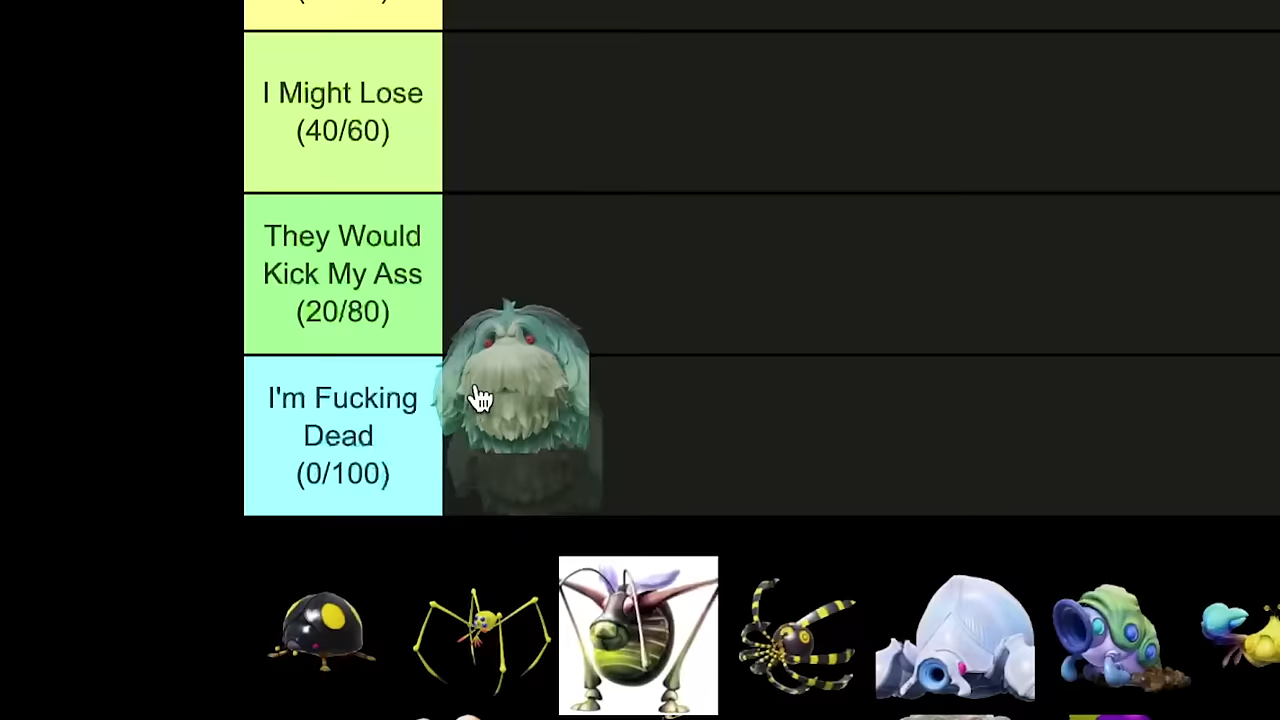 I Might Lose
(40/60)
They Would
Kick My Ass
(20/80)
I'm Fucking
Dead
(0/100)